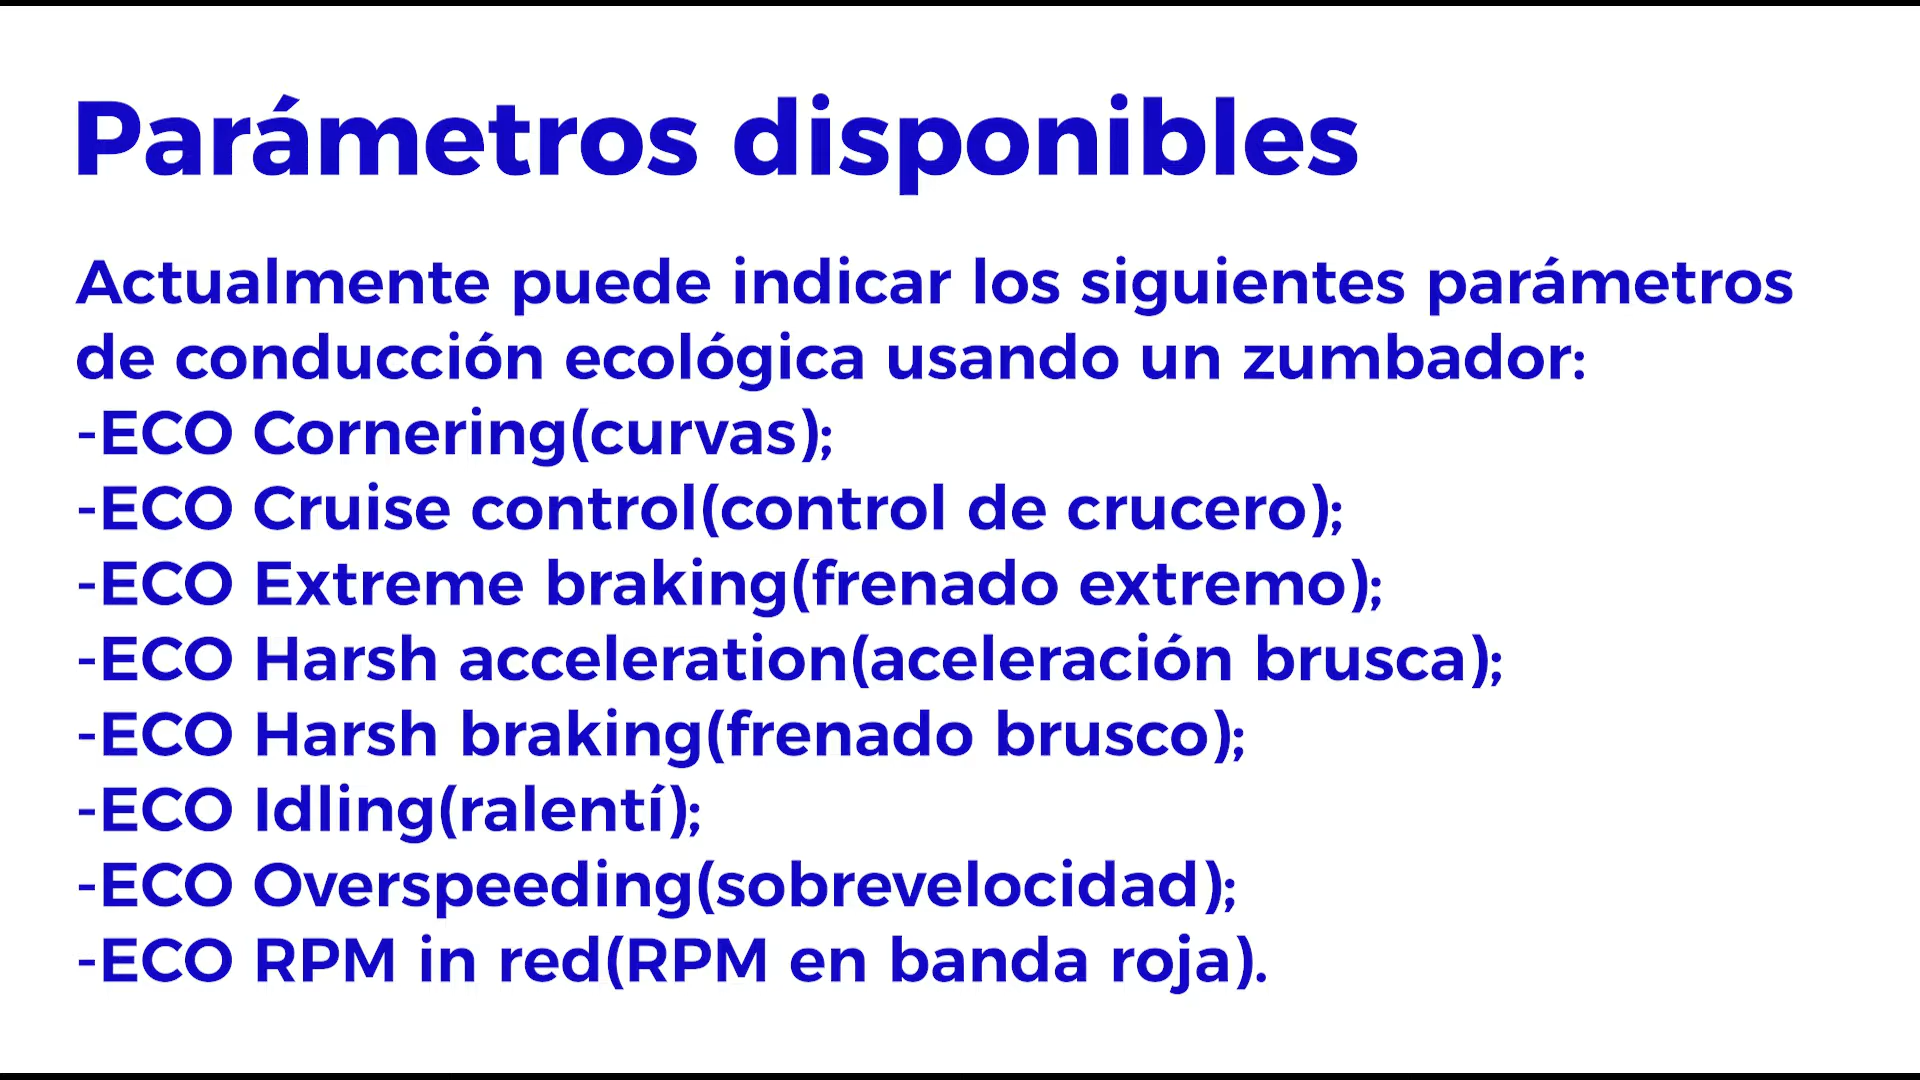 Parámetros disponibles
Actualmente puede indicar los siguientes parámetros
de conducción ecológica usando un zumbador:
-ECO Cornering(curvas);
-ECO Cruise control(control de crucero);
-ECO Extreme braking(frenado extremo);
-ECO Harsh acceleration(aceleración brusca);
-ECO Harsh braking(frenado brusco);
-ECO Idling(ralentí);
-ECO Overspeeding(sobrevelocidad);
-ECO RPM in red(RPM en banda roja).